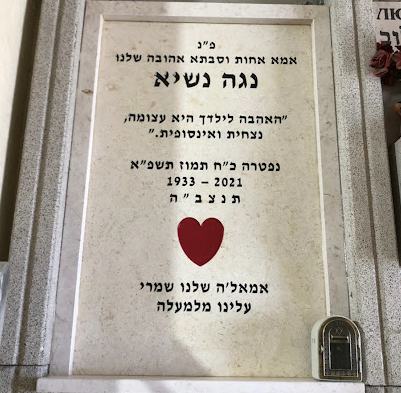 פ"נ
אמא אחות וסבתא אהובה שלנו
נגה נשיא
"האהבה לילדך היא עצומה,
נצחית ואינסופית."
נפטרה כ"ח תמוז תשפ"א
1933 – 2021
ת נ צ ב " ה
אמאל'ה שלנו שמרי
עלינו מלמעלה